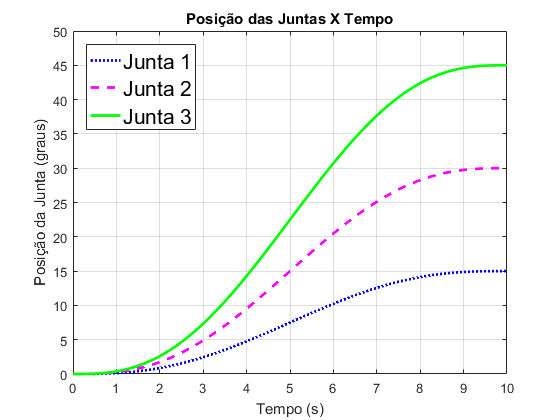 Posição das Juntas X Tempo
Posição da Junta (graus)
50
45
40
35
30
25
20
15
10
5
0
Junta 1
Junta 2
Junta 3
0 1 2 3 4 5 6 7 8 9 10
Tempo (s)